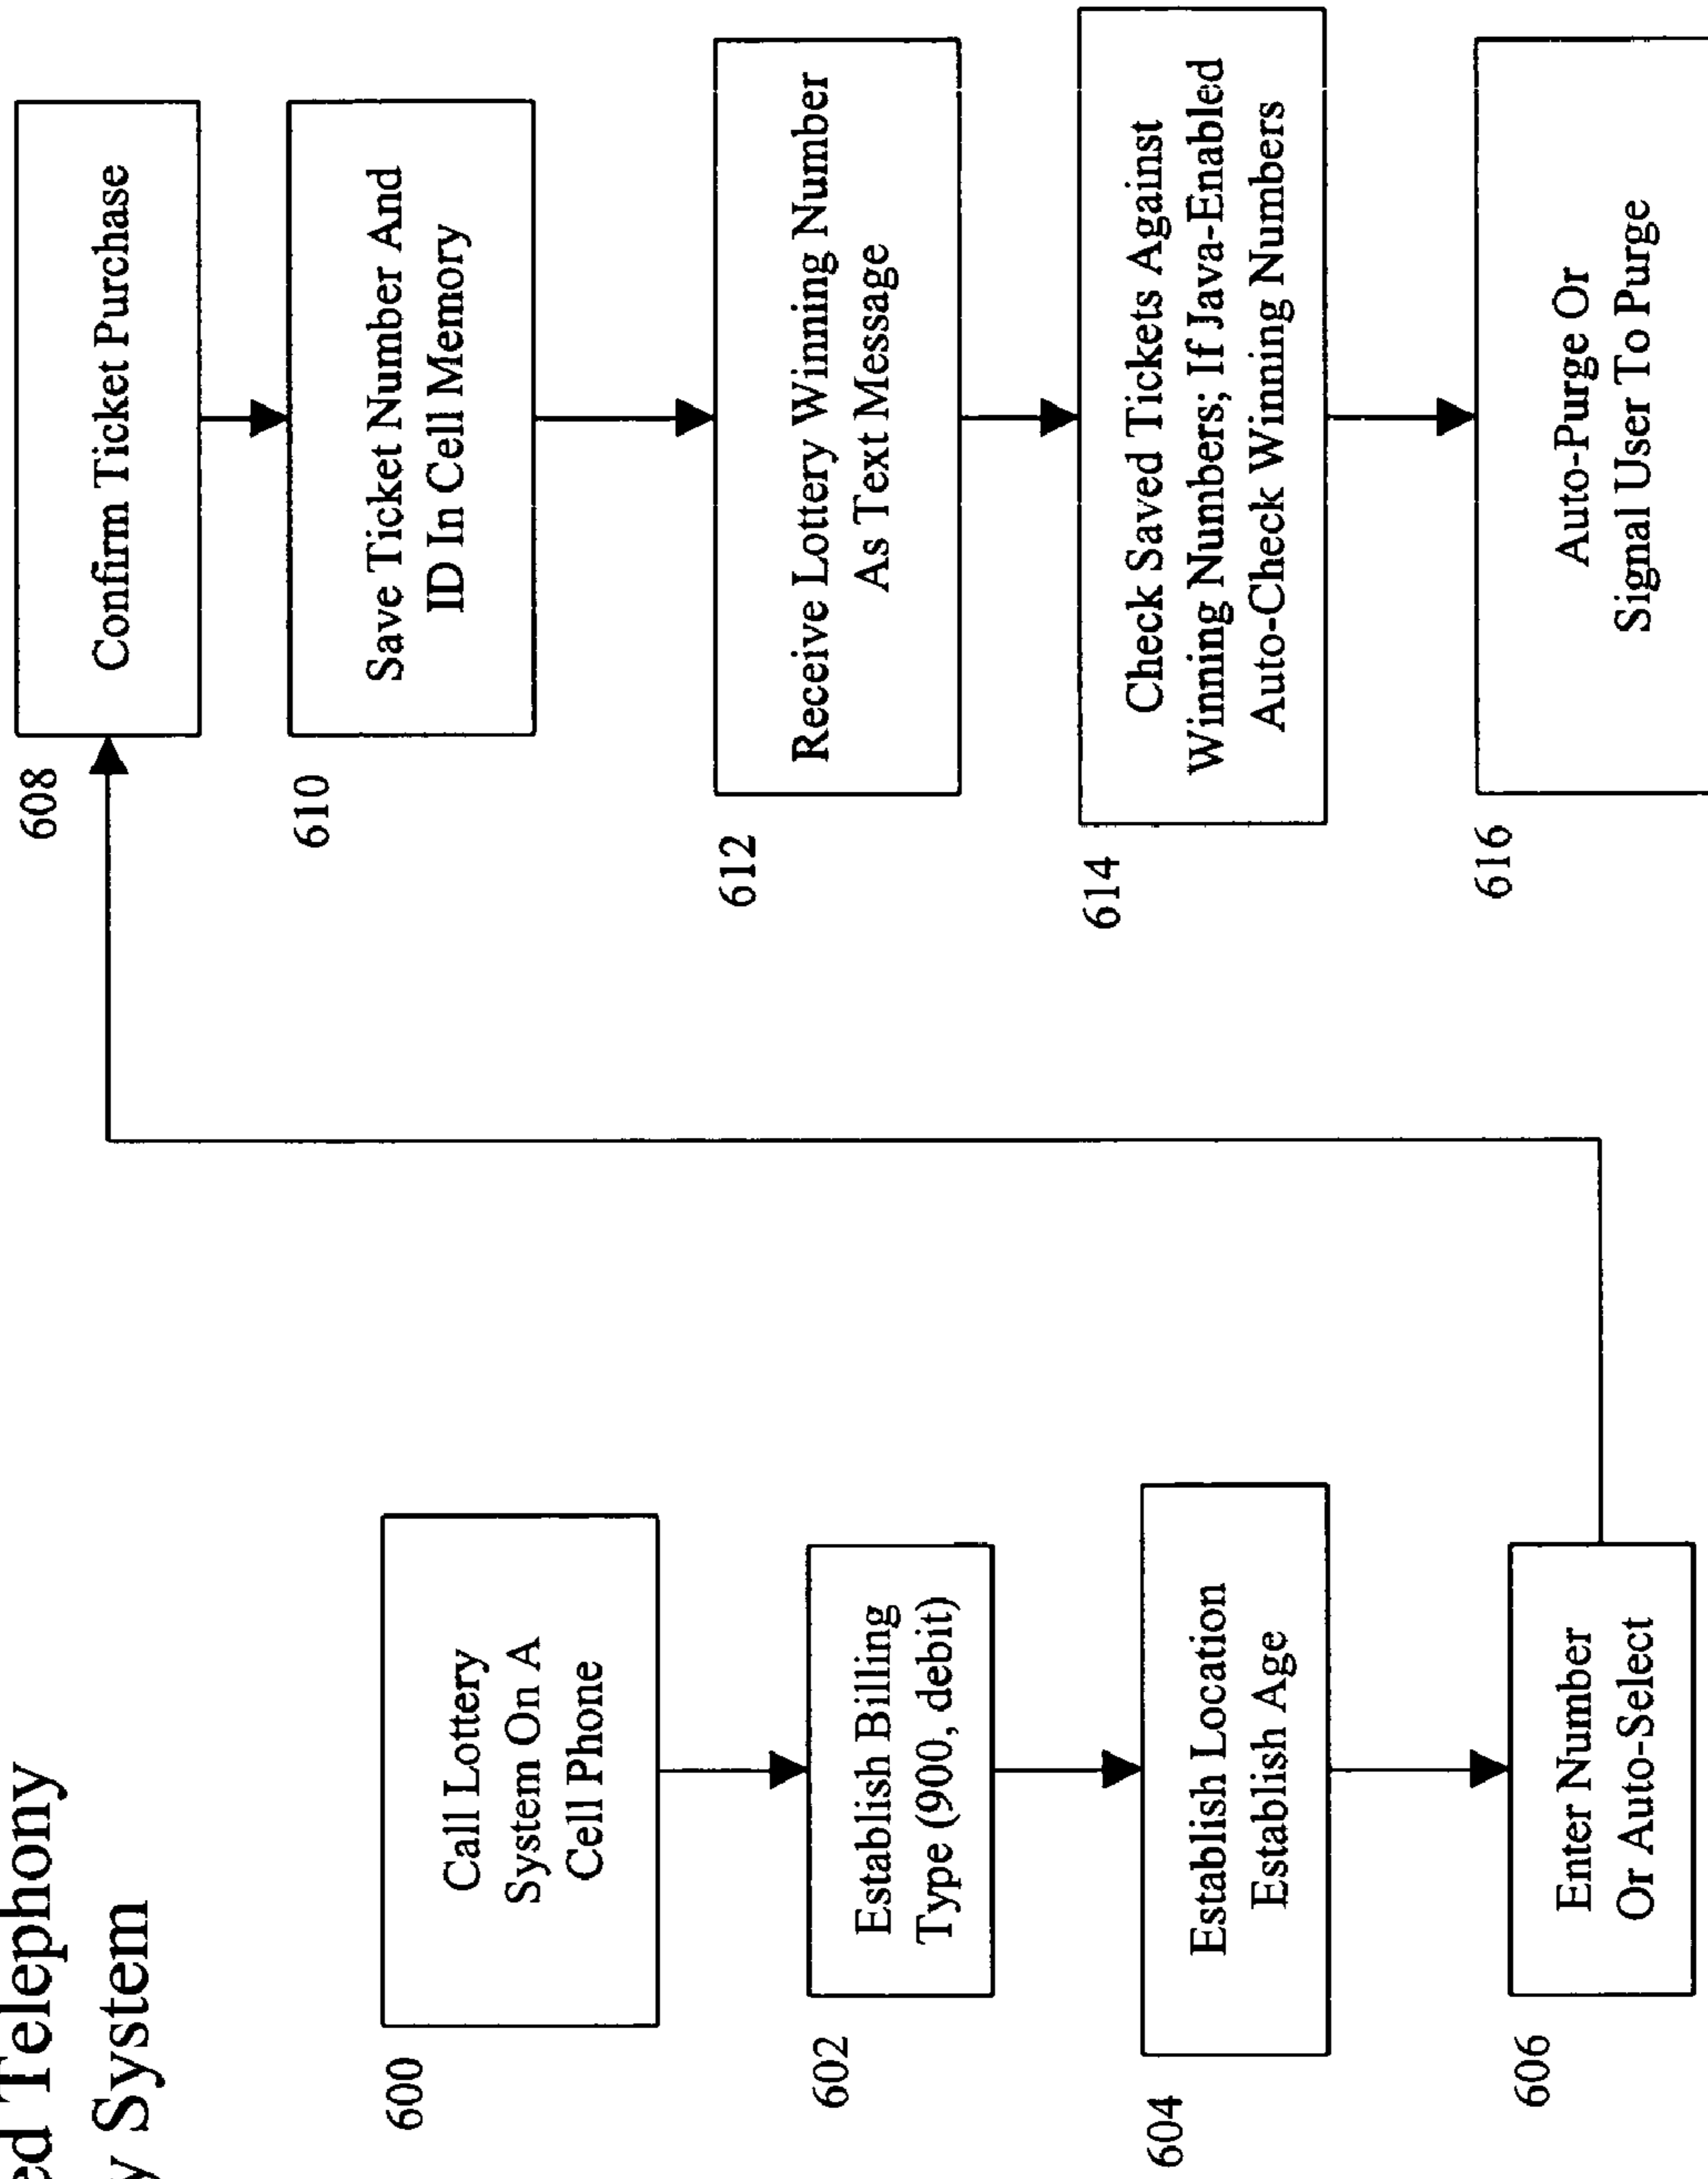 Telephony
System
600
Call Lottery
System On A
Cell Phone
602
Establish Billing
Type (900, debit)
604
Establish Location
Establish Age
606
Enter Number
Or Auto-Select
608
Confirm Ticket Purchase
610
Save Ticket Number And
ID In Cell Memory
612
Receive Lottery Winning Number
As Text Message
614
Check Saved Tickets Against
Winning Numbers; If Java-Enabled
Auto-Check Winning Numbers
616
Auto-Purge Or
Signal User To Purge